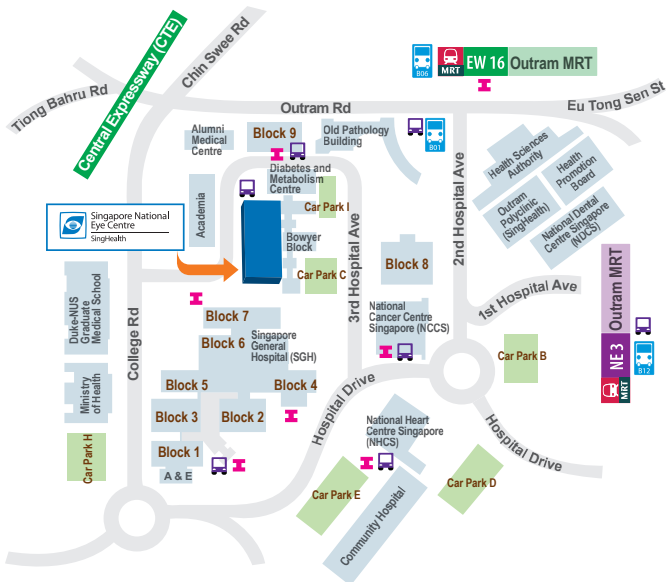 Central Expressway (CTE)
Chin Swee Rd
Tiong Bahru Rd
B06
MRT
EW 16
Outram MRT
Eu Tong Sen St
Outram Rd
Alumni
Medical
Centre
Block 9
Old Pathology
Building
B01
2nd Hospital Ave
Health Sciences
Authority
Health
Promotion
Board
Outram
Polyclinic
(SingHealth)
National Dental
Centre Singapore
(NDCS)
Diabetes and
Metabolism
Centre
Academia
Car Park I
Singapore National
Eye Centre
SingHealth
Bowyer
Block
3rd Hospital Ave
Block 8
Car Park C
Outram MRT
NE 3
MRT
B12
1st Hospital Ave
Duke-NUS
Graduate
Medical School
College Rd
Block 7
Block 6
Singapore
General
Hospital (SGH)
National
Cancer Centre
Singapore (NCCS)
Car Park B
Ministry
of Health
Block 5
Block 4
Block 3
Block 2
Hospital Drive
National Heart
Centre Singapore
(NHCS)
Hospital Drive
Car Park H
Block 1
A & E
Car Park E
Community Hospital
Car Park D